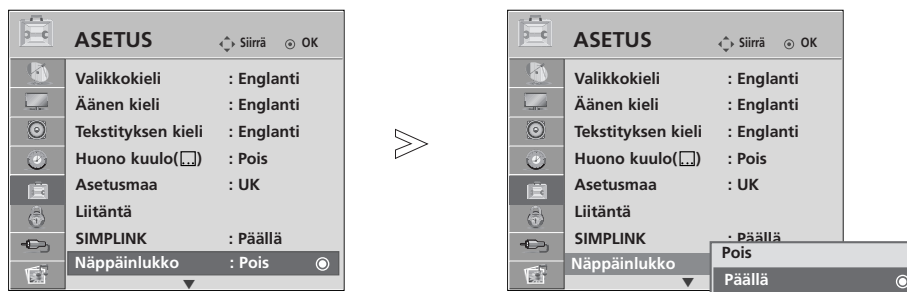 ASETUS Siirrä OK
Valikkokieli : Englanti
Äänen kieli : Englanti
Tekstityksen kieli : Englanti
Huono kuulo( ) : Pois
Asetusmaa : UK
Liitäntä
SIMPLINK : Päällä
Näppäinlukko : Pois
ASETUS Siirrä OK
Valikkokieli : Englanti
Äänen kieli : Englanti
Tekstityksen kieli : Englanti
Huono kuulo( ) : Pois
Asetusmaa : UK
Liitäntä
SIMPLINK : Päällä
Näppäinlukko Pois
Päällä